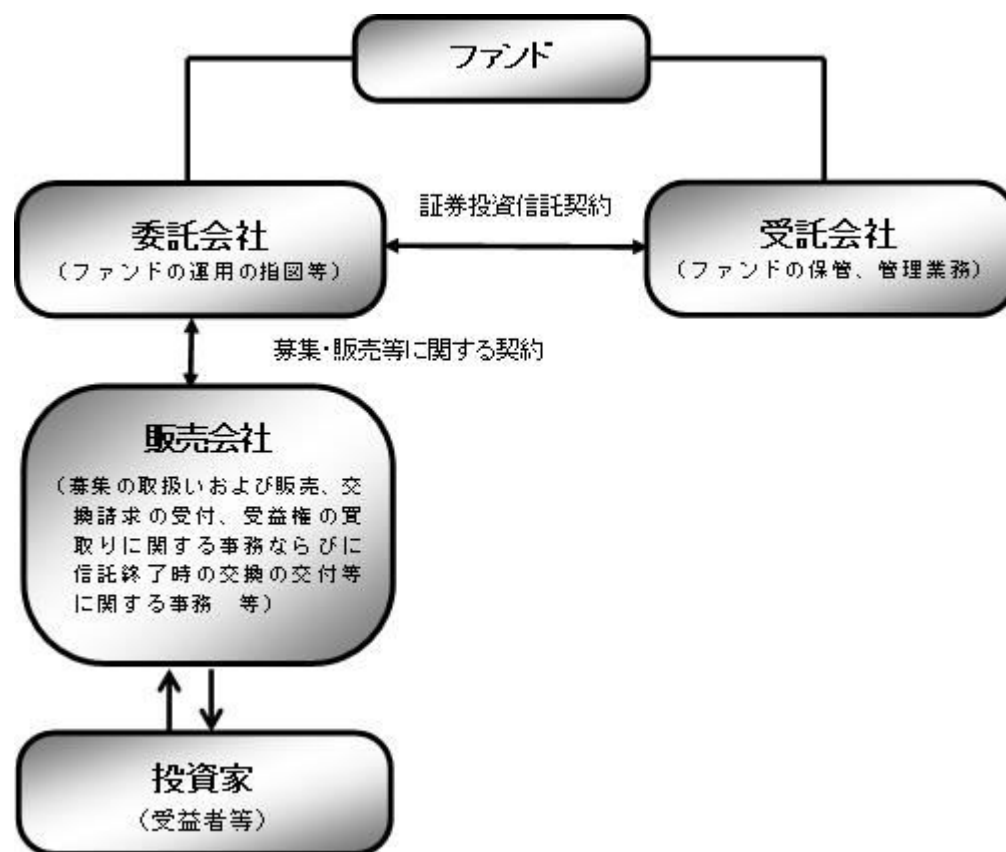 ファンド
証券投資信託契約
委託会社
(ファンドの運用の指図等)
受託会社
(ファンドの保管、管理業務)
募集・販売等に関する契約
販売会社
(募集の取扱いおよび販売、交
換請求の受付、受益権の買
取りに関する事務ならびに
信託終了時の交換の交付等
に関する事務 等)
投資家
(受益者等)